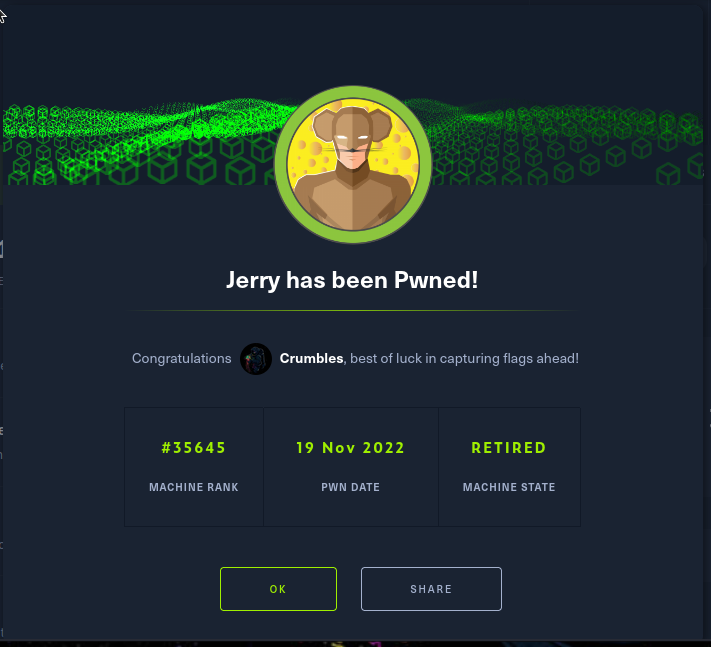 Jerry has been Pwned!
Congratulations Crumbles, best of luck in capturing flags ahead!
#35645 19 Nov 2022 RETIRED
MACHINE RANK PWN DATE MACHINE STATE
OK SHARE